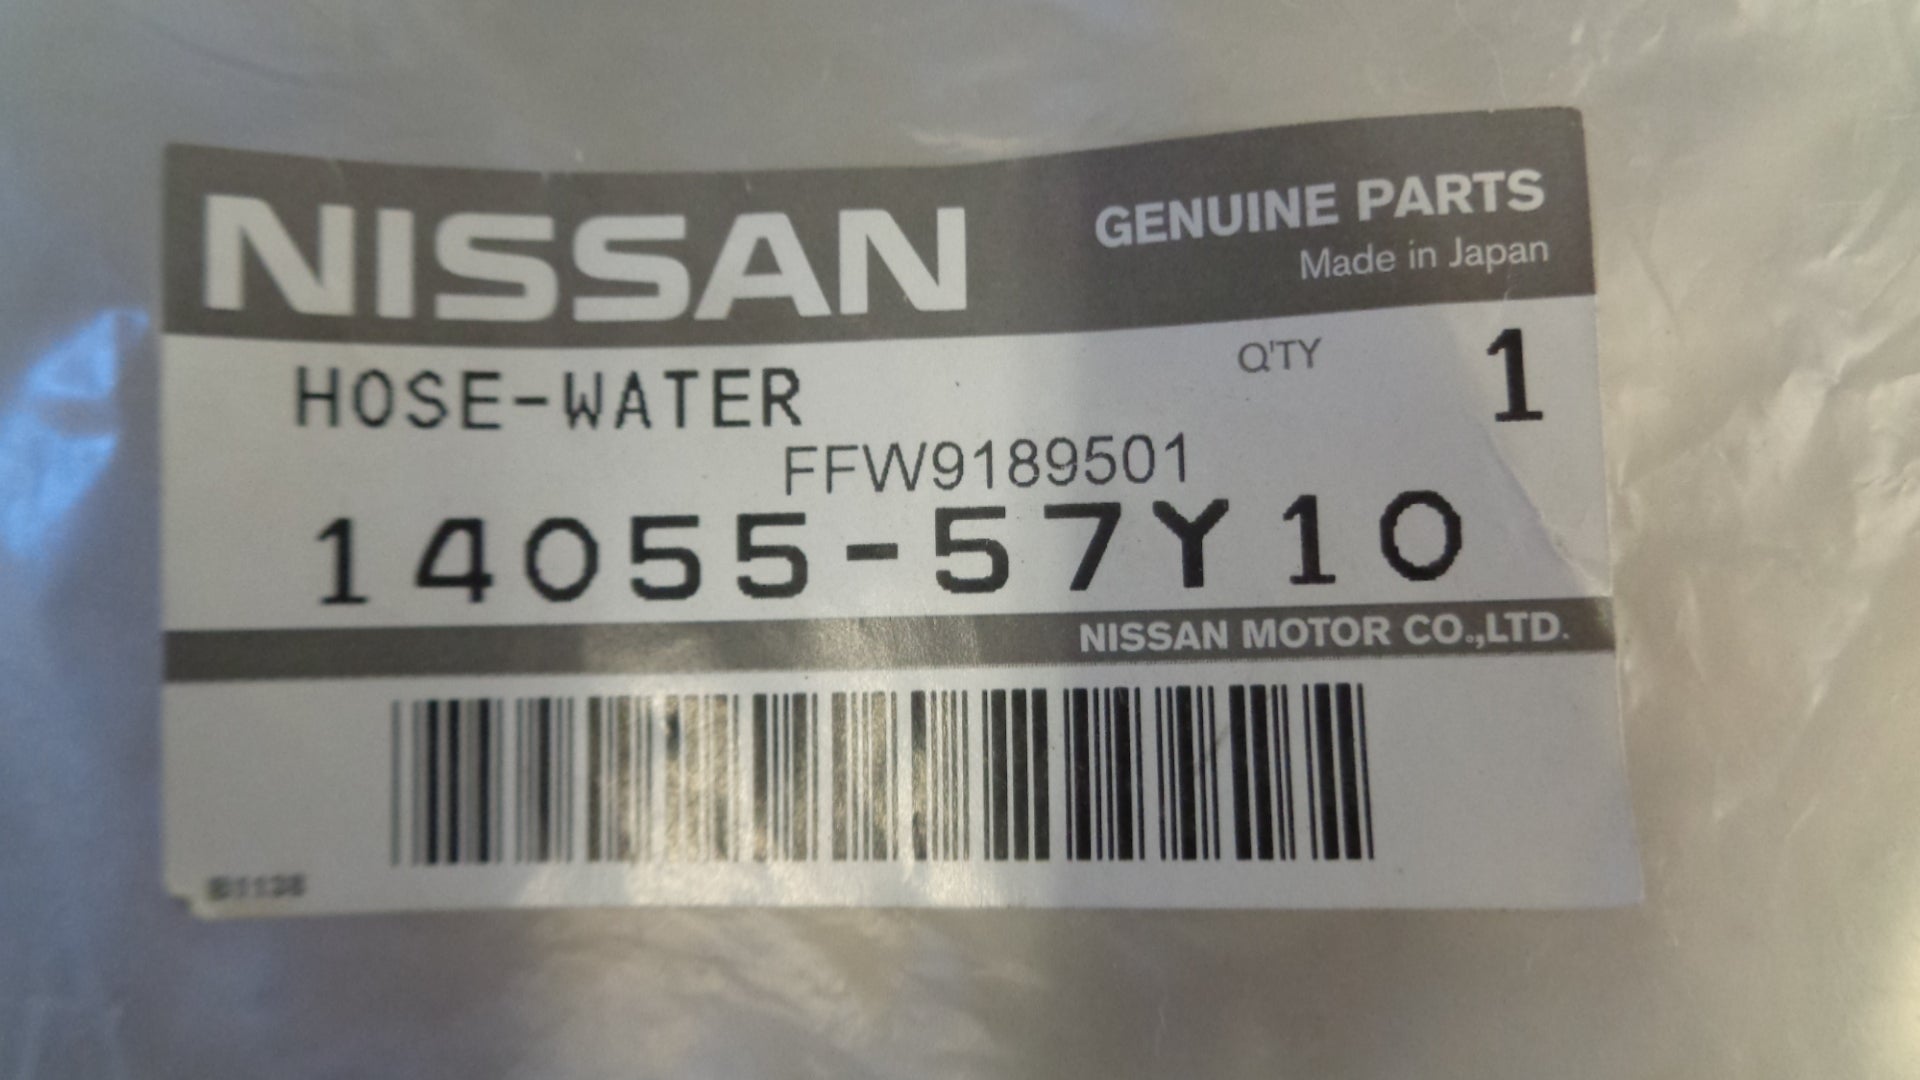 NISSAN
GENUINE PARTS
Made in Japan
HOSE-WATER
Q'TY 1
FFW9189501
14055-57Y10
NISSAN MOTOR CO.,LTD.